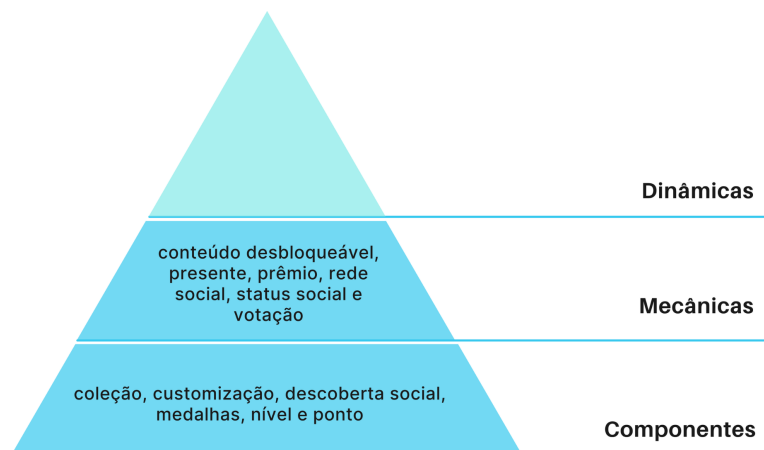 Dinâmicas
conteúdo desbloqueável,
presente, prêmio, rede
social, status social e
votação
Mecânicas
coleção, customização, descoberta social,
medalhas, nível e ponto
Componentes